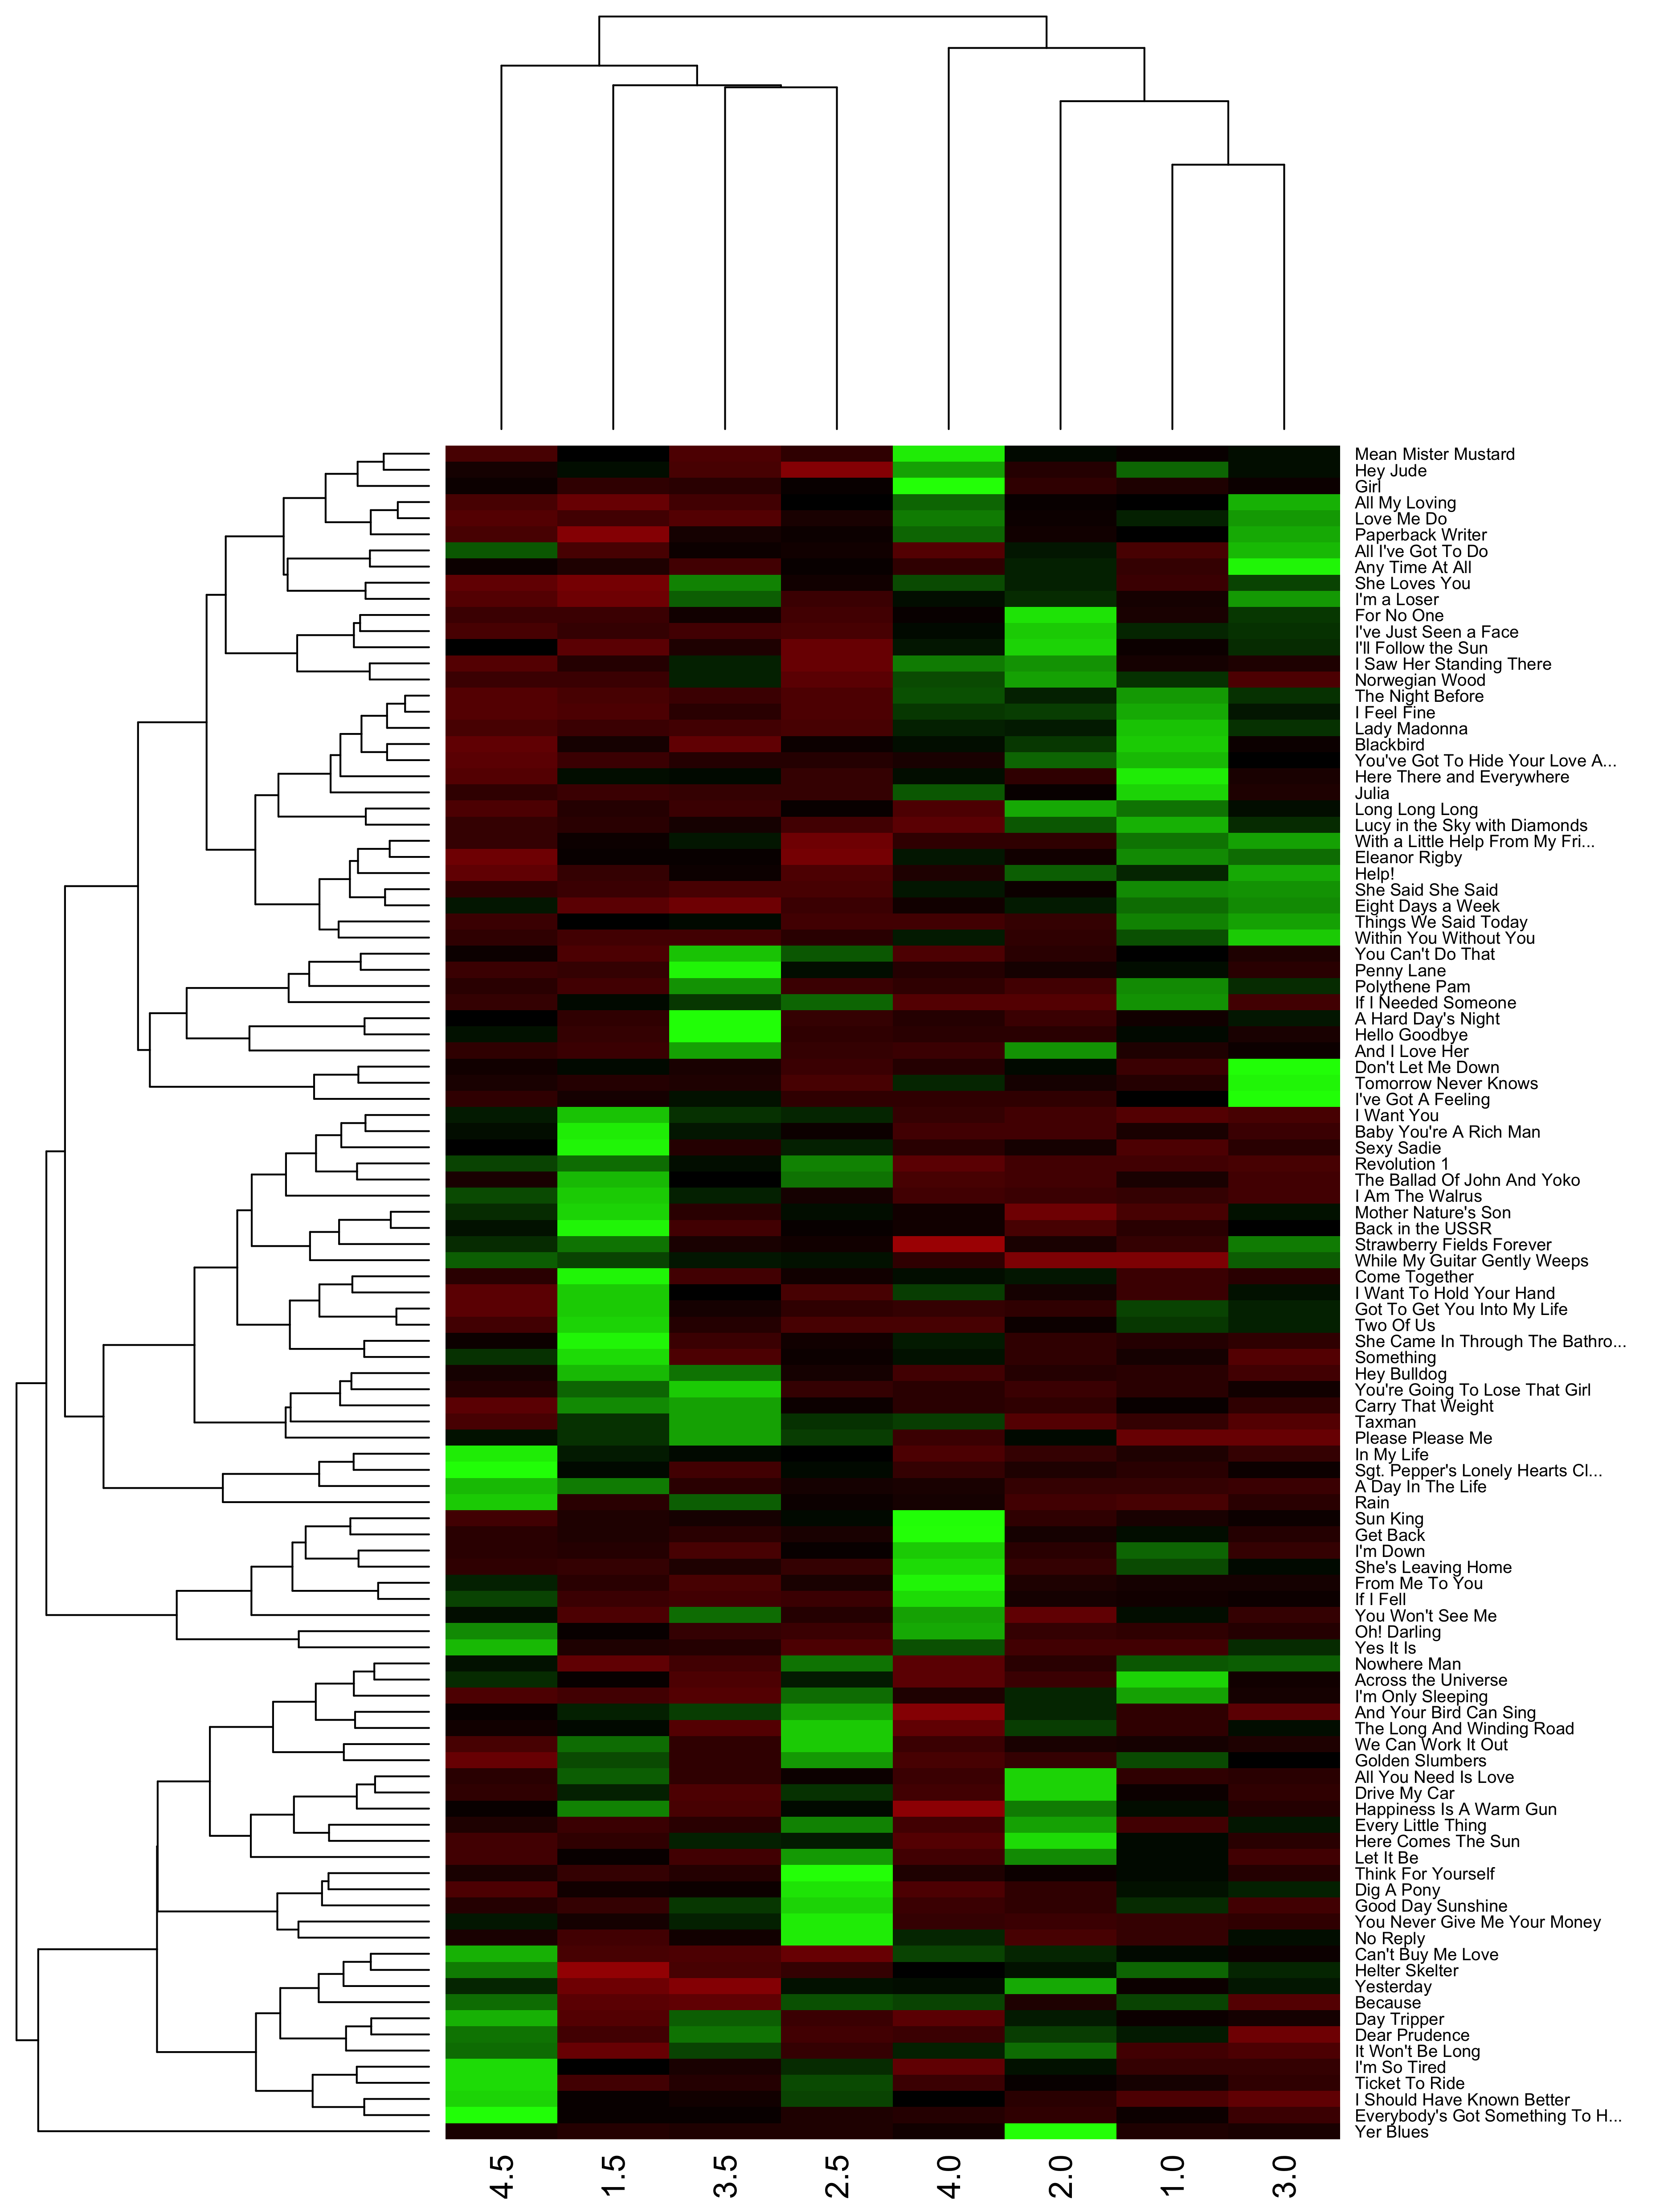 Mean Mister Mustard
Hey Jude
Girl
All My Loving
Love Me Do
Paperback Writer
All I've Got To Do
Any Time At All
She Loves You
I'm a Loser
For No One
I've Just Seen a Face
I'll Follow the Sun
I Saw Her Standing There
Norwegian Wood
The Night Before
I Feel Fine
Lady Madonna
Blackbird
You've Got To Hide Your Love A...
Here There and Everywhere
Julia
Long Long Long
Lucy in the Sky with Diamonds
With a Little Help From My Fri...
Eleanor Rigby
Help!
She Said She Said
Eight Days a Week
Things We Said Today
Within You Without You
You Can't Do That
Penny Lane
Polythene Pam
If I Needed Someone
A Hard Day's Night
Hello Goodbye
And I Love Her
Don't Let Me Down
Tomorrow Never Knows
I've Got A Feeling
I Want You
Baby You're A Rich Man
Sexy Sadie
Revolution 1
The Ballad Of John And Yoko
I Am The Walrus
Mother Nature's Son
Back in the USSR
Strawberry Fields Forever
While My Guitar Gently Weeps
Come Together
I Want To Hold Your Hand
Got To Get You Into My Life
Two Of Us
She Came In Through The Bathro...
Something
Hey Bulldog
You're Going To Lose That Girl
Carry That Weight
Taxman
Please Please Me
In My Life
Sgt. Pepper's Lonely Hearts Cl...
A Day In The Life
Rain
Sun King
Get Back
I'm Down
She's Leaving Home
From Me To You
If I Fell
You Won't See Me
Oh! Darling
Yes It Is
Nowhere Man
Across the Universe
I'm Only Sleeping
And Your Bird Can Sing
The Long And Winding Road
We Can Work It Out
Golden Slumbers
All You Need Is Love
Drive My Car
Happiness Is A Warm Gun
Every Little Thing
Here Comes The Sun
Let It Be
Think For Yourself
Dig A Pony
Good Day Sunshine
You Never Give Me Your Money
No Reply
Can't Buy Me Love
Helter Skelter
Yesterday
Because
Day Tripper
Dear Prudence
It Won't Be Long
I'm So Tired
Ticket To Ride
I Should Have Known Better
Everybody's Got Something To H...
Yer Blues
4.5 1.5 3.5 2.5 4.0 2.0 1.0 3.0